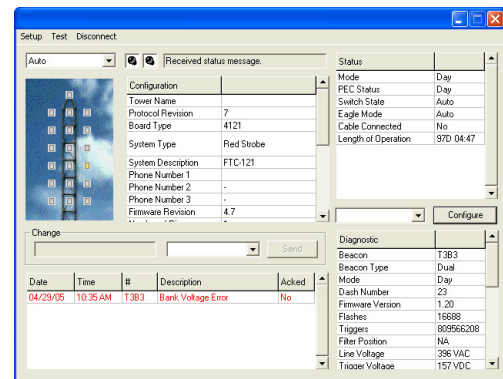 Setup Test Disconnect
Auto
Received status message.
Configuration
Tower Name
Protocol Revision 7
Board Type 4121
System Type Red Strobe
System Description FTC-121
Phone Number 1
Phone Number 2 -
Phone Number 3 -
Firmware Revision 4.7
Status
Mode Day
PEC Status Day
Switch State Auto
Eagle Mode Auto
Cable Connected No
Length of Operation 97D 04:47
Configure
Change
Send
Date Time # Description Acked
04/29/05 10:35 AM T3B3 Bank Voltage Error No
Diagnostic
Beacon T3B3
Beacon Type Dual
Mode Day
Dash Number 23
Firmware Version 1.20
Flashes 16688
Triggers 809566208
Filter Position NA
Line Voltage 396 VAC
Trigger Voltage 157 VDC